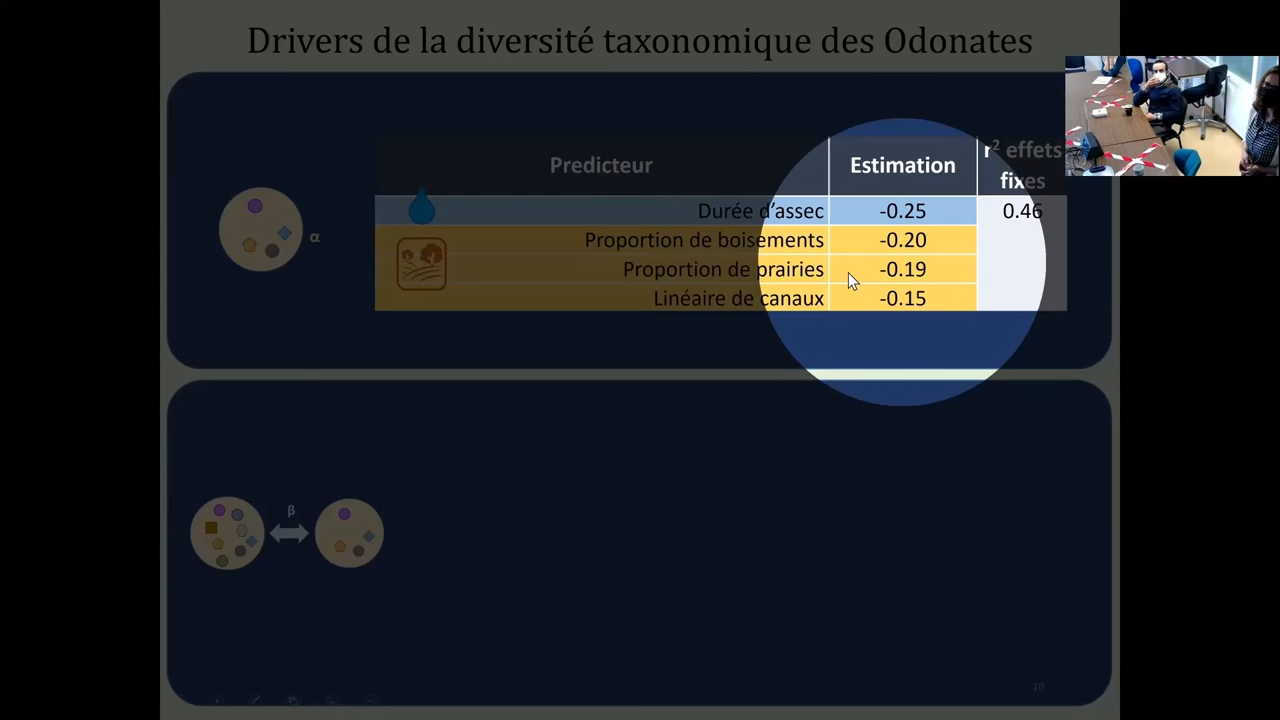 Drivers de la diversité taxonomique des Odonates
Predicteur Estimation r² effets fixes
Durée d’assec -0.25 0.46
Proportion de boisements -0.20
Proportion de prairies -0.19
Linéaire de canaux -0.15
α
β
10